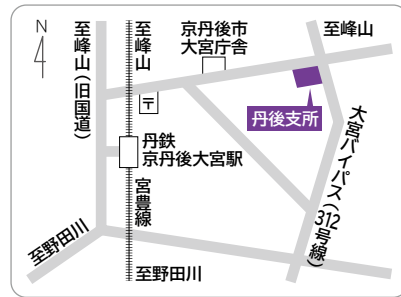 N
至峰山(旧国道)
至峰山
京丹後市
大宮庁舎
至峰山
〒
丹後支所
丹鉄
京丹後大宮駅
宮豊線
大宮バイパス(312号線)
至野田川
至野田川